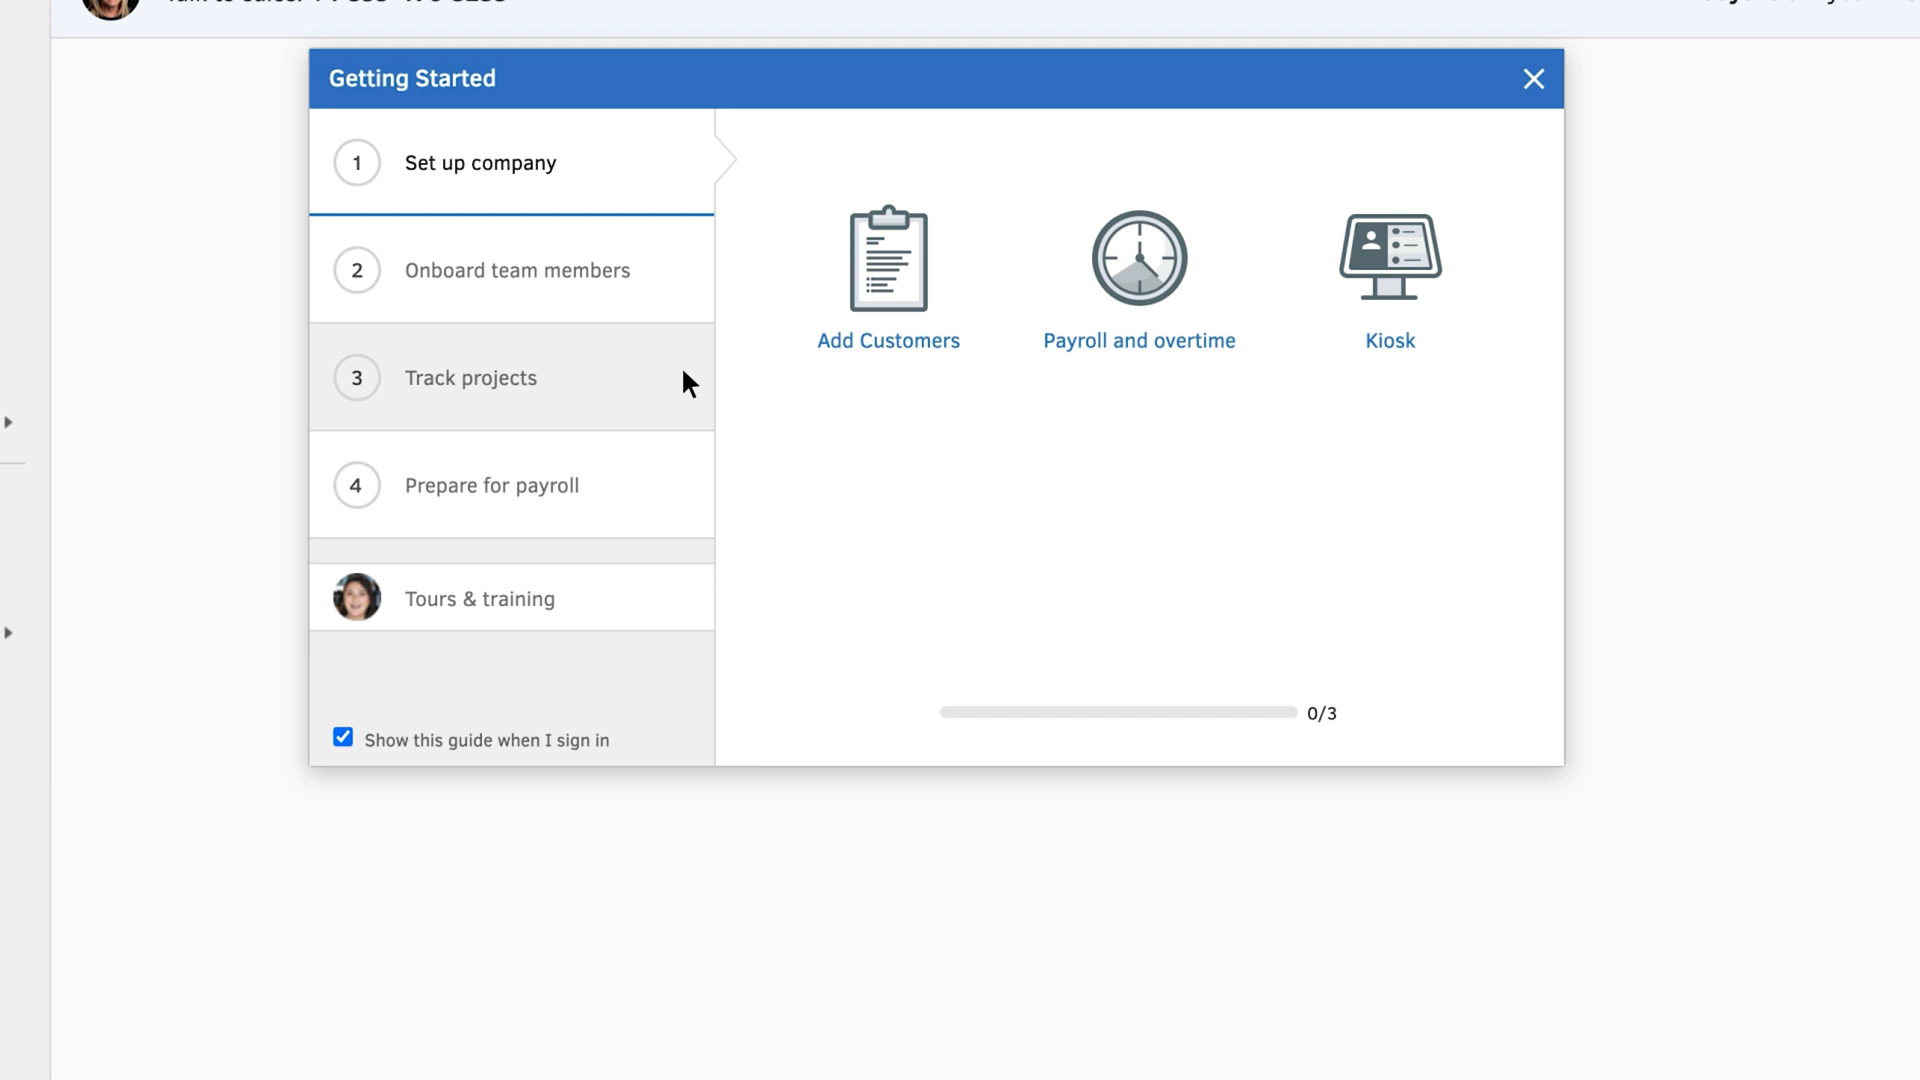 Getting Started
1 Set up company
2 Onboard team members
3 Track projects
4 Prepare for payroll
Tours & training
Show this guide when I sign in
Add Customers
Payroll and overtime
Kiosk
0/3